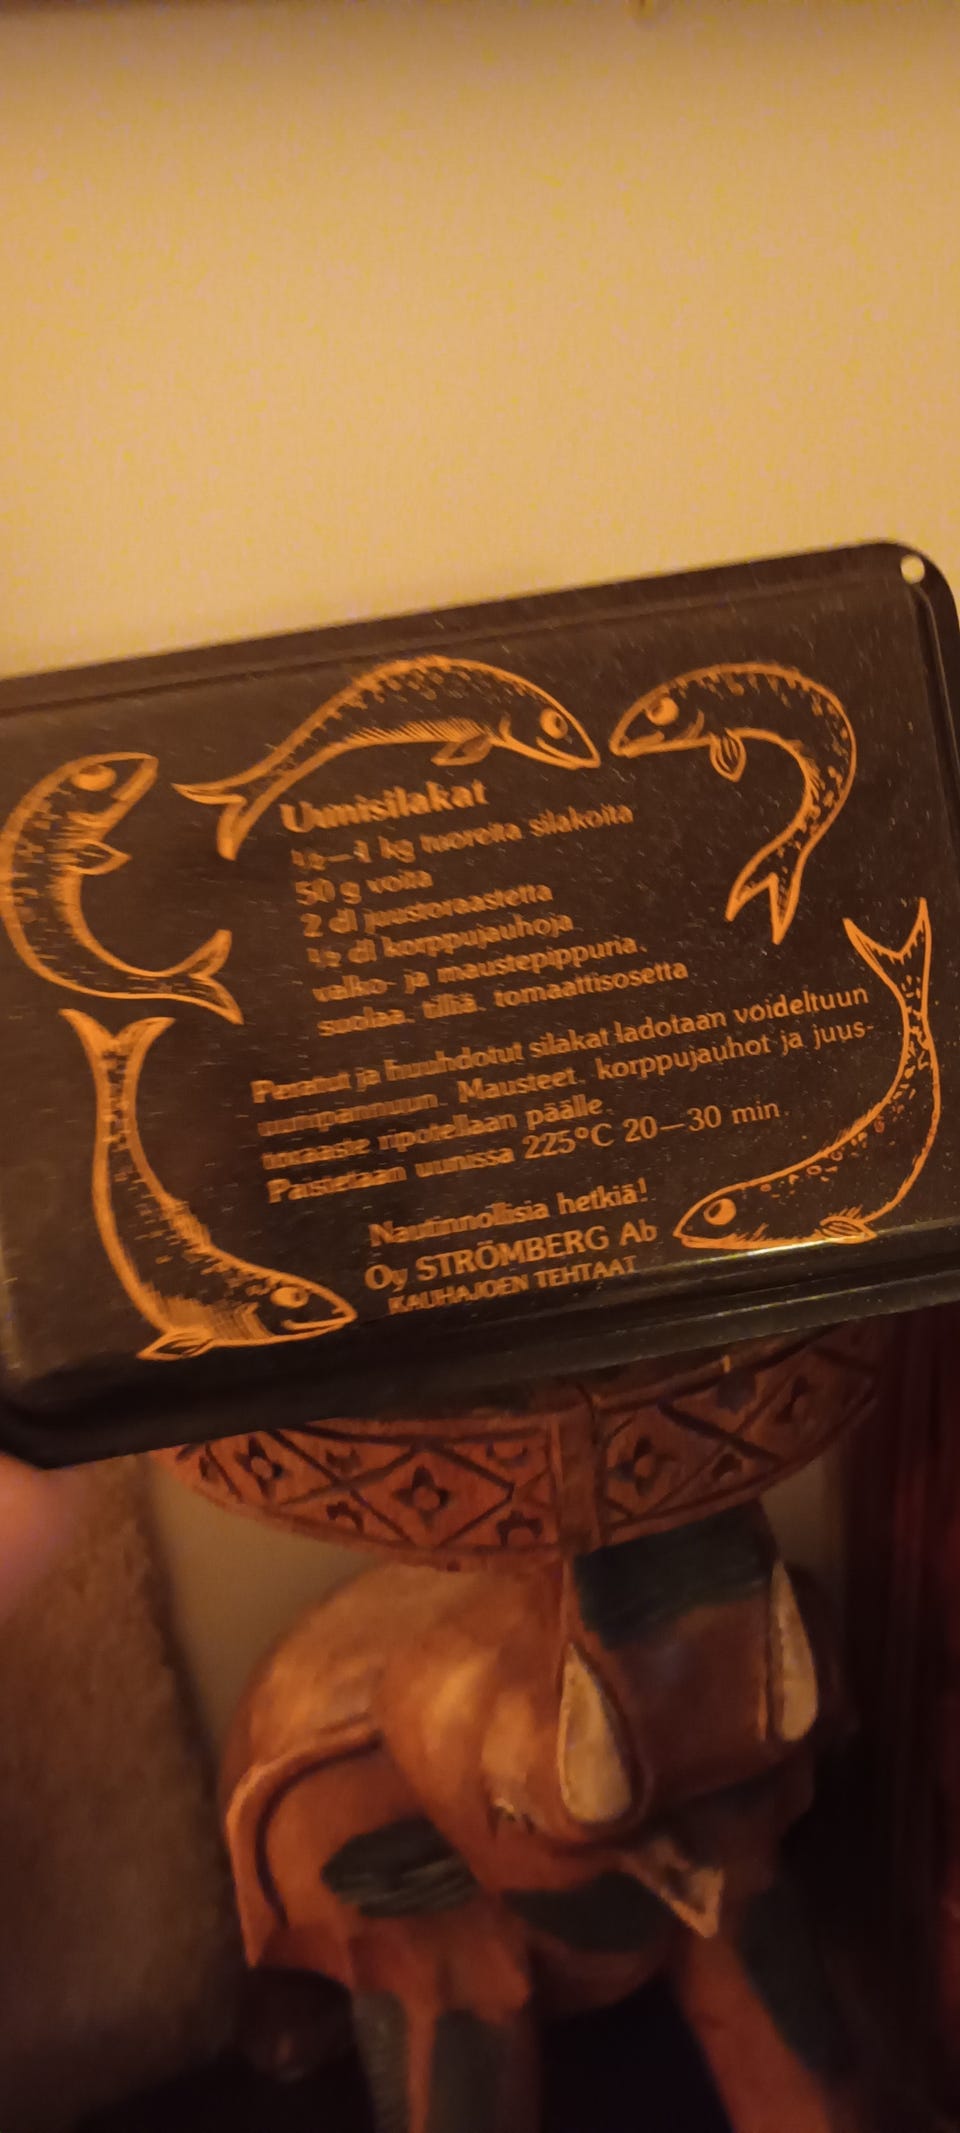 Uunisilakat
½—1 kg tuoreita silakoita
50 g voita
2 dl juustoraastetta
½ dl korppujauhoja
valko- ja maustepippuria,
suolaa, tilliä, tomaattisosetta
Peratut ja huuhdotut silakat ladotaan voideltuun
uunipannuun. Mausteet, korppujauhot ja juus-
toraaste ripotellaan päälle.
Paistetaan uunissa 225°C 20—30 min.
Nautinnollisia hetkiä!
Oy STRÖMBERG Ab
KAUHAJOEN TEHTAAT